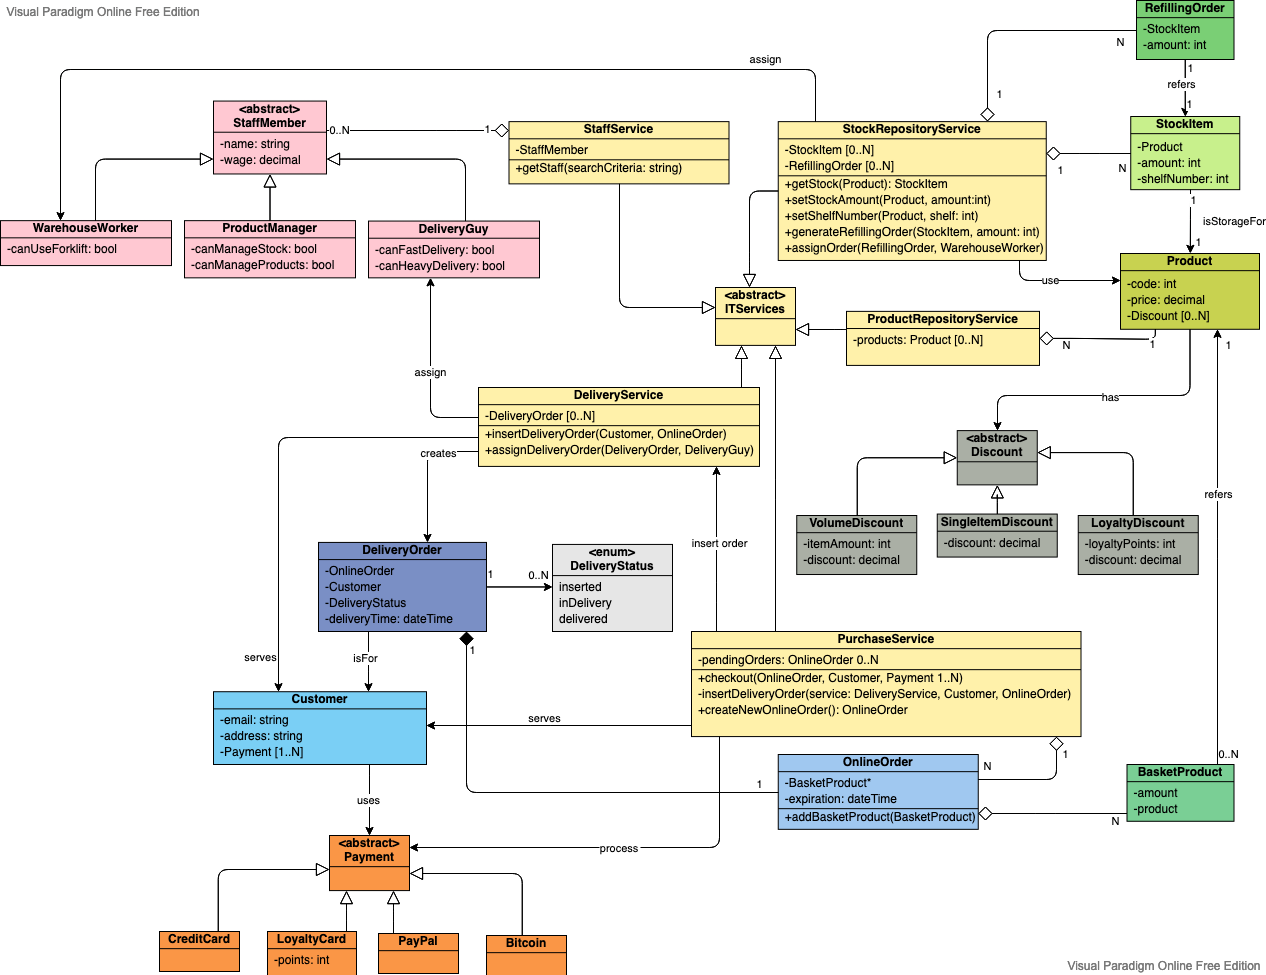 Visual Paradigm Online Free Edition
RefillingOrder
-StockItem
-amount: int
N
1
1
refers
1
assign
<abstract>
StaffMember
-name: string
-wage: decimal
-0..N
1
StaffService
-StaffMember
+getStaff(searchCriteria: string)
StockRepositoryService
-StockItem [0..N]
-RefillingOrder [0..N]
+getStock(Product): StockItem
+setStockAmount(Product, amount:int)
+setShelfNumber(Product, shelf: int)
+generateRefillingOrder(StockItem, amount: int)
+assignOrder(RefillingOrder, WarehouseWorker)
1
N
StockItem
-Product
-amount: int
-shelfNumber: int
1
isStorageFor
1
WarehouseWorker
-canUseForklift: bool
ProductManager
-canManageStock: bool
-canManageProducts: bool
DeliveryGuy
-canFastDelivery: bool
-canHeavyDelivery: bool
use
Product
-code: int
-price: decimal
-Discount [0..N]
<abstract>
ITServices
ProductRepositoryService
-products: Product [0..N]
N
1
1
assign
has
DeliveryService
-DeliveryOrder [0..N]
+insertDeliveryOrder(Customer, OnlineOrder)
+assignDeliveryOrder(DeliveryOrder, DeliveryGuy)
creates
<abstract>
Discount
refers
VolumeDiscount
-itemAmount: int
-discount: decimal
SingleItemDiscount
-discount: decimal
LoyaltyDiscount
-loyaltyPoints: int
-discount: decimal
insert order
DeliveryOrder
-OnlineOrder
-Customer
-DeliveryStatus
-deliveryTime: dateTime
1
0..N
<enum>
DeliveryStatus
inserted
inDelivery
delivered
1
serves
isFor
PurchaseService
-pendingOrders: OnlineOrder 0..N
+checkout(OnlineOrder, Customer, Payment 1..N)
-insertDeliveryOrder(service: DeliveryService, Customer, OnlineOrder)
+createNewOnlineOrder(): OnlineOrder
Customer
-email: string
-address: string
-Payment [1..N]
serves
1
N
0..N
OnlineOrder
-BasketProduct*
-expiration: dateTime
+addBasketProduct(BasketProduct)
1
N
BasketProduct
-amount
-product
uses
process
<abstract>
Payment
CreditCard
LoyaltyCard
-points: int
PayPal
Bitcoin
Visual Paradigm Online Free Edition